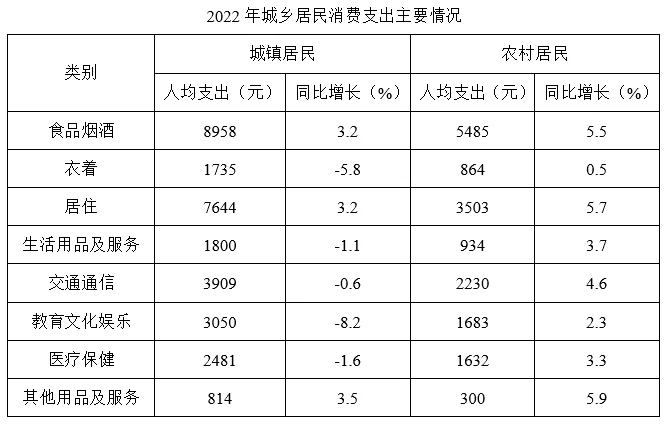 2022年城乡居民消费支出主要情况
类别 城镇居民 农村居民
人均支出（元） 同比增长（%） 人均支出（元） 同比增长（%）
食品烟酒 8958 3.2 5485 5.5
衣着 1735 -5.8 864 0.5
居住 7644 3.2 3503 5.7
生活用品及服务 1800 -1.1 934 3.7
交通通信 3909 -0.6 2230 4.6
教育文化娱乐 3050 -8.2 1683 2.3
医疗保健 2481 -1.6 1632 3.3
其他用品及服务 814 3.5 300 5.9